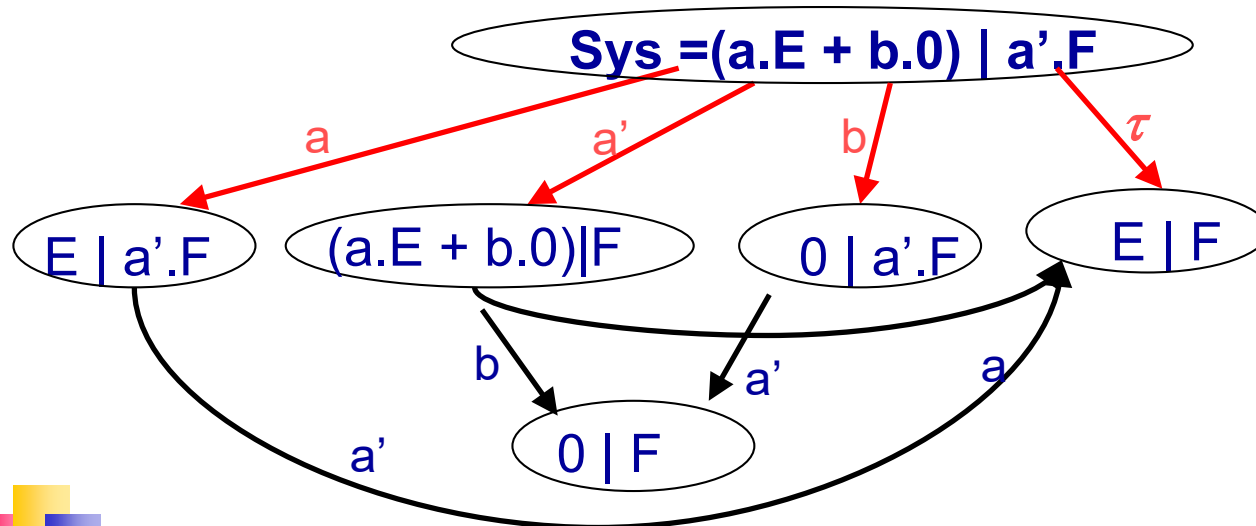 Sys =(a.E + b.0) | a’.F
a
a’
b
τ
E | a’.F
(a.E + b.0)|F
0 | a’.F
E | F
b
a’
a
a’
0 | F